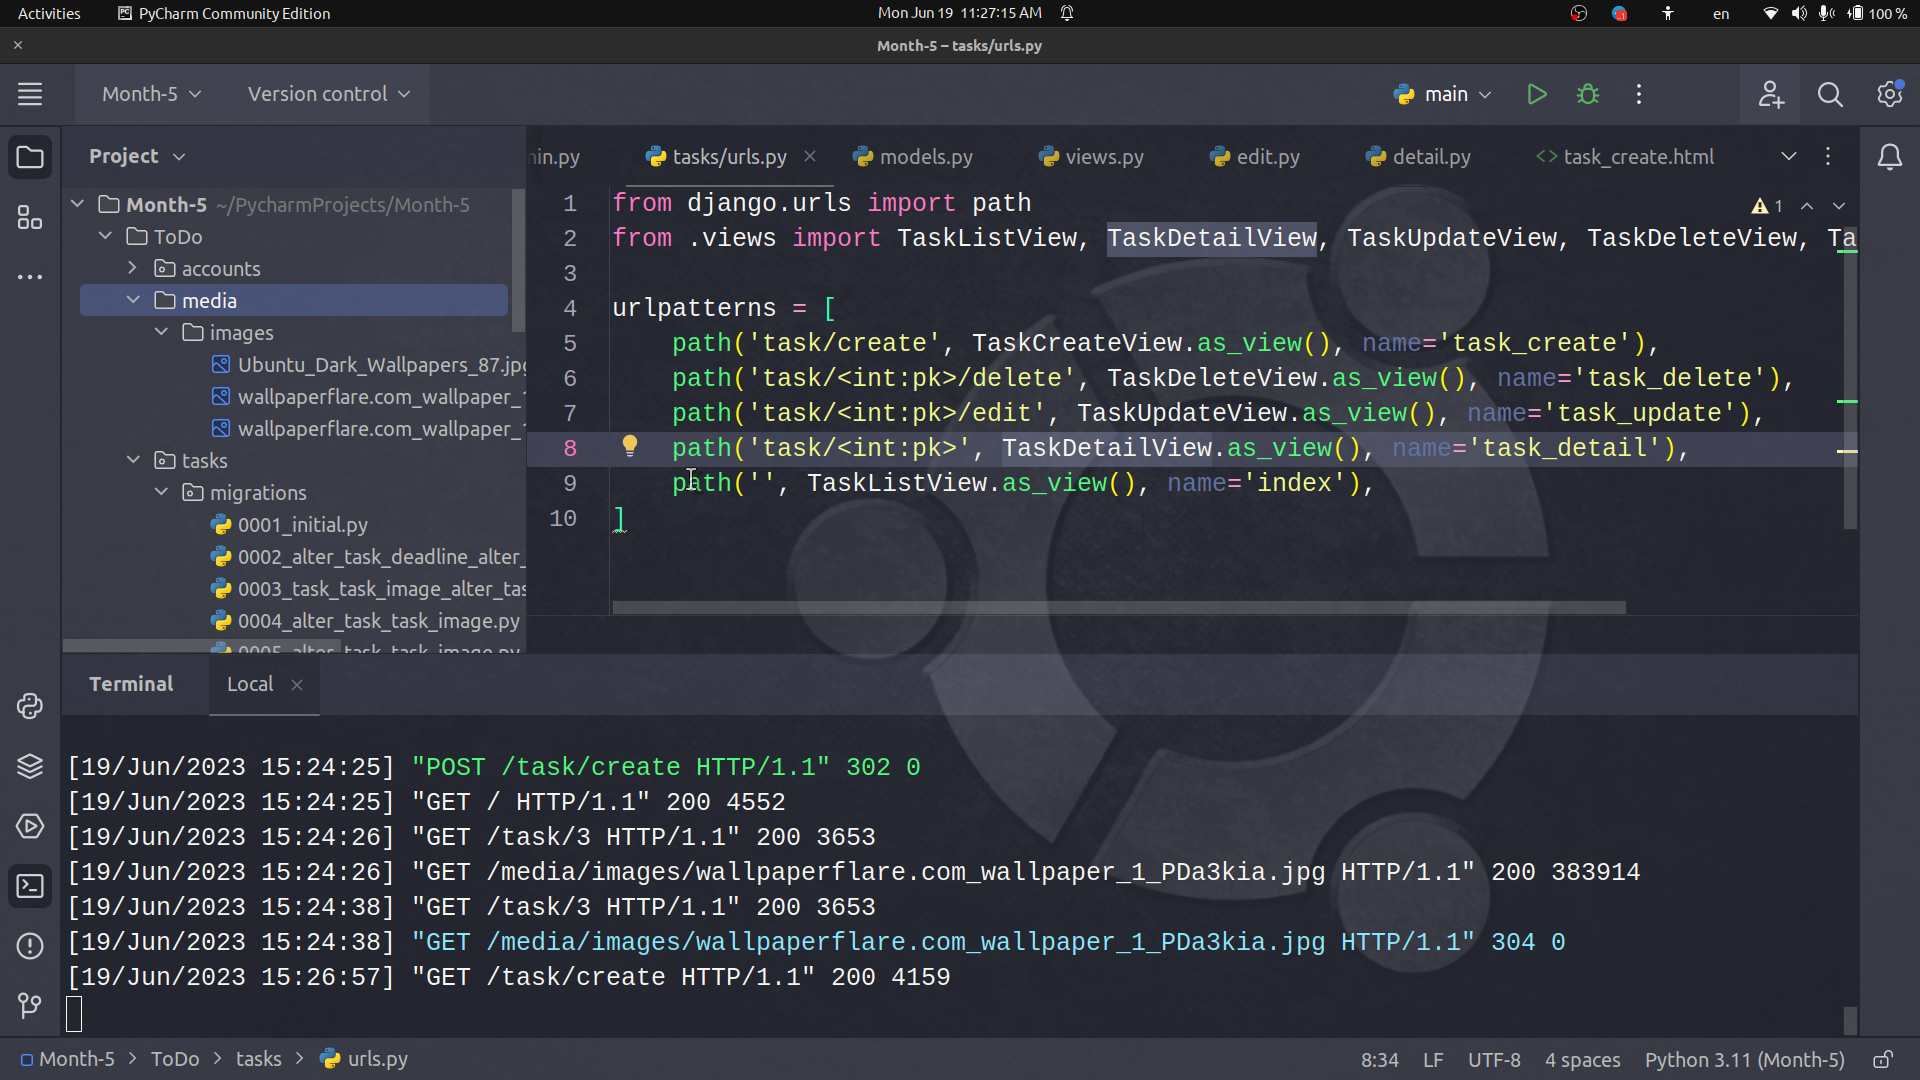 Activities
PyCharm Community Edition
Mon Jun 19 11:27:15 AM
en
100 %
Month-5 – tasks/urls.py
Month-5
Version control
main
Project
min.py
tasks/urls.py
models.py
views.py
edit.py
detail.py
<> task_create.html
Month-5 ~/PycharmProjects/Month-5
ToDo
accounts
media
images
Ubuntu_Dark_Wallpapers_87.jpg
wallpaperflare.com_wallpaper_1
wallpaperflare.com_wallpaper_1
tasks
migrations
0001_initial.py
0002_alter_task_deadline_alter_
0003_task_task_image_alter_tas
0004_alter_task_task_image.py
0005_alter_task_task_image.py
1
1 from django.urls import path
2 from .views import TaskListView, TaskDetailView, TaskUpdateView, TaskDeleteView, Ta
3
4 urlpatterns = [
5 path('task/create', TaskCreateView.as_view(), name='task_create'),
6 path('task/<int:pk>/delete', TaskDeleteView.as_view(), name='task_delete'),
7 path('task/<int:pk>/edit', TaskUpdateView.as_view(), name='task_update'),
8 path('task/<int:pk>', TaskDetailView.as_view(), name='task_detail'),
9 path('', TaskListView.as_view(), name='index'),
10 ]
Terminal
Local
[19/Jun/2023 15:24:25] "POST /task/create HTTP/1.1" 302 0
[19/Jun/2023 15:24:25] "GET / HTTP/1.1" 200 4552
[19/Jun/2023 15:24:26] "GET /task/3 HTTP/1.1" 200 3653
[19/Jun/2023 15:24:26] "GET /media/images/wallpaperflare.com_wallpaper_1_PDa3kia.jpg HTTP/1.1" 200 383914
[19/Jun/2023 15:24:38] "GET /task/3 HTTP/1.1" 200 3653
[19/Jun/2023 15:24:38] "GET /media/images/wallpaperflare.com_wallpaper_1_PDa3kia.jpg HTTP/1.1" 304 0
[19/Jun/2023 15:26:57] "GET /task/create HTTP/1.1" 200 4159
Month-5 > ToDo > tasks > urls.py
8:34
LF
UTF-8
4 spaces
Python 3.11 (Month-5)